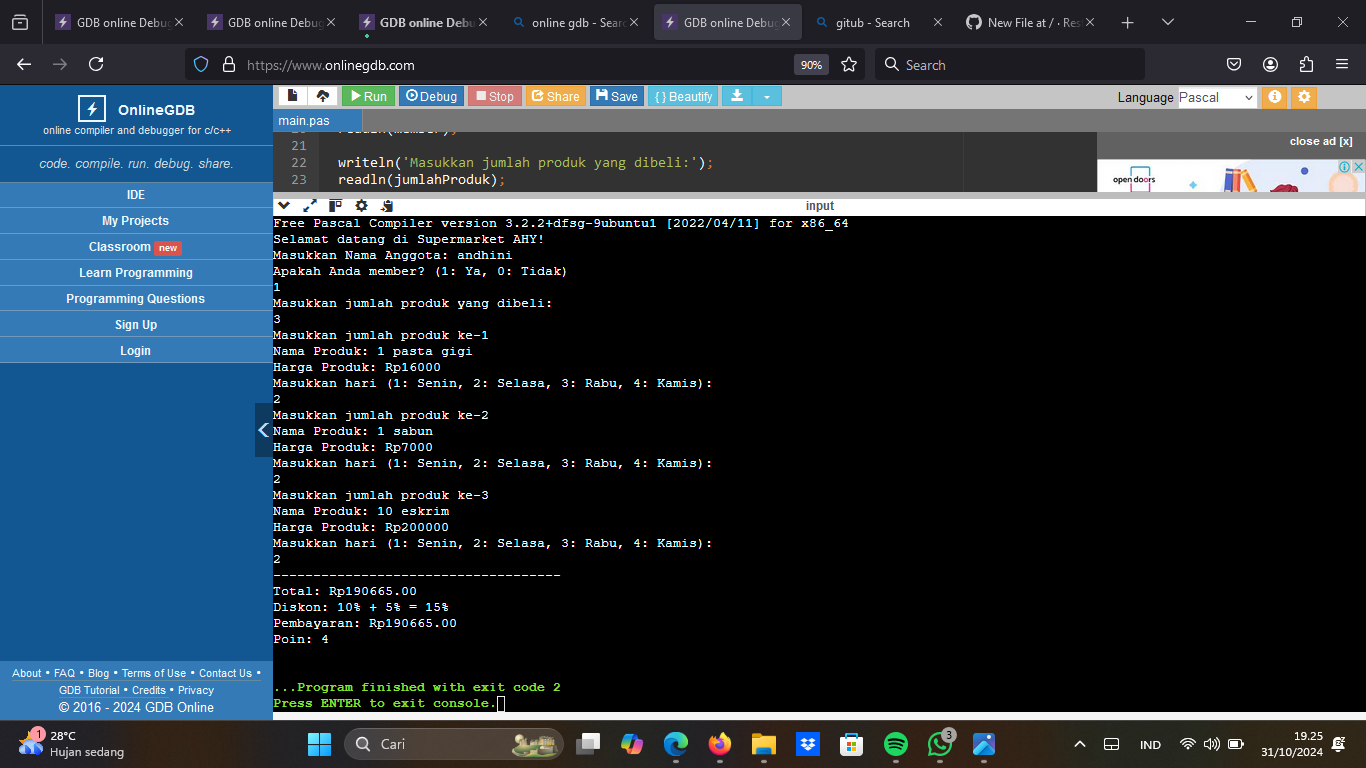 GDB online Debug
GDB online Debug
GDB online Debu
online gdb - Searc
GDB online Debug
gitub - Search
New File at / · Res
https://www.onlinegdb.com
90%
Search
OnlineGDB
online compiler and debugger for c/c++
code. compile. run. debug. share.
IDE
My Projects
Classroom new
Learn Programming
Programming Questions
Sign Up
Login
About • FAQ • Blog • Terms of Use • Contact Us •
GDB Tutorial • Credits • Privacy
© 2016 - 2024 GDB Online
Run
Debug
Stop
Share
Save
{ } Beautify
Language Pascal
main.pas
21
22 writeln('Masukkan jumlah produk yang dibeli:');
23 readln(jumlahProduk);
close ad [x]
open doors
input
Free Pascal Compiler version 3.2.2+dfsg-9ubuntu1 [2022/04/11] for x86_64
Selamat datang di Supermarket AHY!
Masukkan Nama Anggota: andhini
Apakah Anda member? (1: Ya, 0: Tidak)
1
Masukkan jumlah produk yang dibeli:
3
Masukkan jumlah produk ke-1
Nama Produk: 1 pasta gigi
Harga Produk: Rp16000
Masukkan hari (1: Senin, 2: Selasa, 3: Rabu, 4: Kamis):
2
Masukkan jumlah produk ke-2
Nama Produk: 1 sabun
Harga Produk: Rp7000
Masukkan hari (1: Senin, 2: Selasa, 3: Rabu, 4: Kamis):
2
Masukkan jumlah produk ke-3
Nama Produk: 10 eskrim
Harga Produk: Rp200000
Masukkan hari (1: Senin, 2: Selasa, 3: Rabu, 4: Kamis):
2
------------------------------------
Total: Rp190665.00
Diskon: 10% + 5% = 15%
Pembayaran: Rp190665.00
Poin: 4
...Program finished with exit code 2
Press ENTER to exit console.
1
28°C
Hujan sedang
Cari
3
IND
19.25
31/10/2024